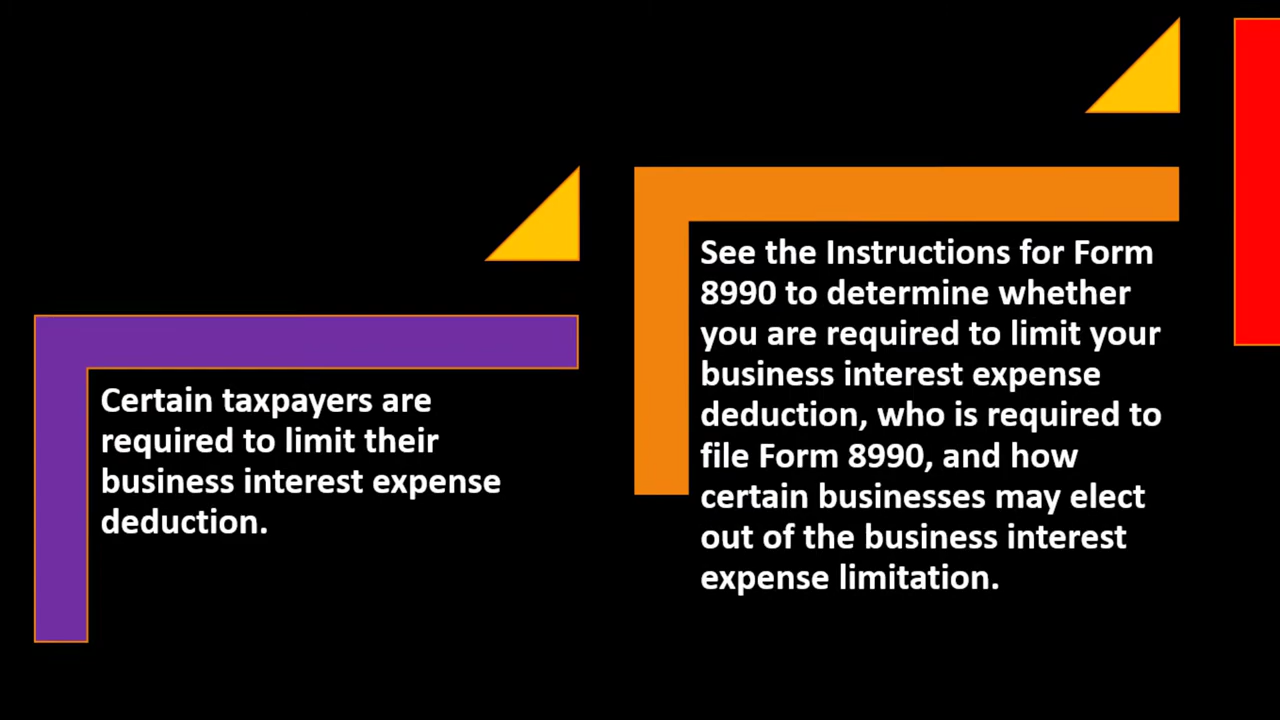 Certain taxpayers are
required to limit their
business interest expense
deduction.
See the Instructions for Form
8990 to determine whether
you are required to limit your
business interest expense
deduction, who is required to
file Form 8990, and how
certain businesses may elect
out of the business interest
expense limitation.